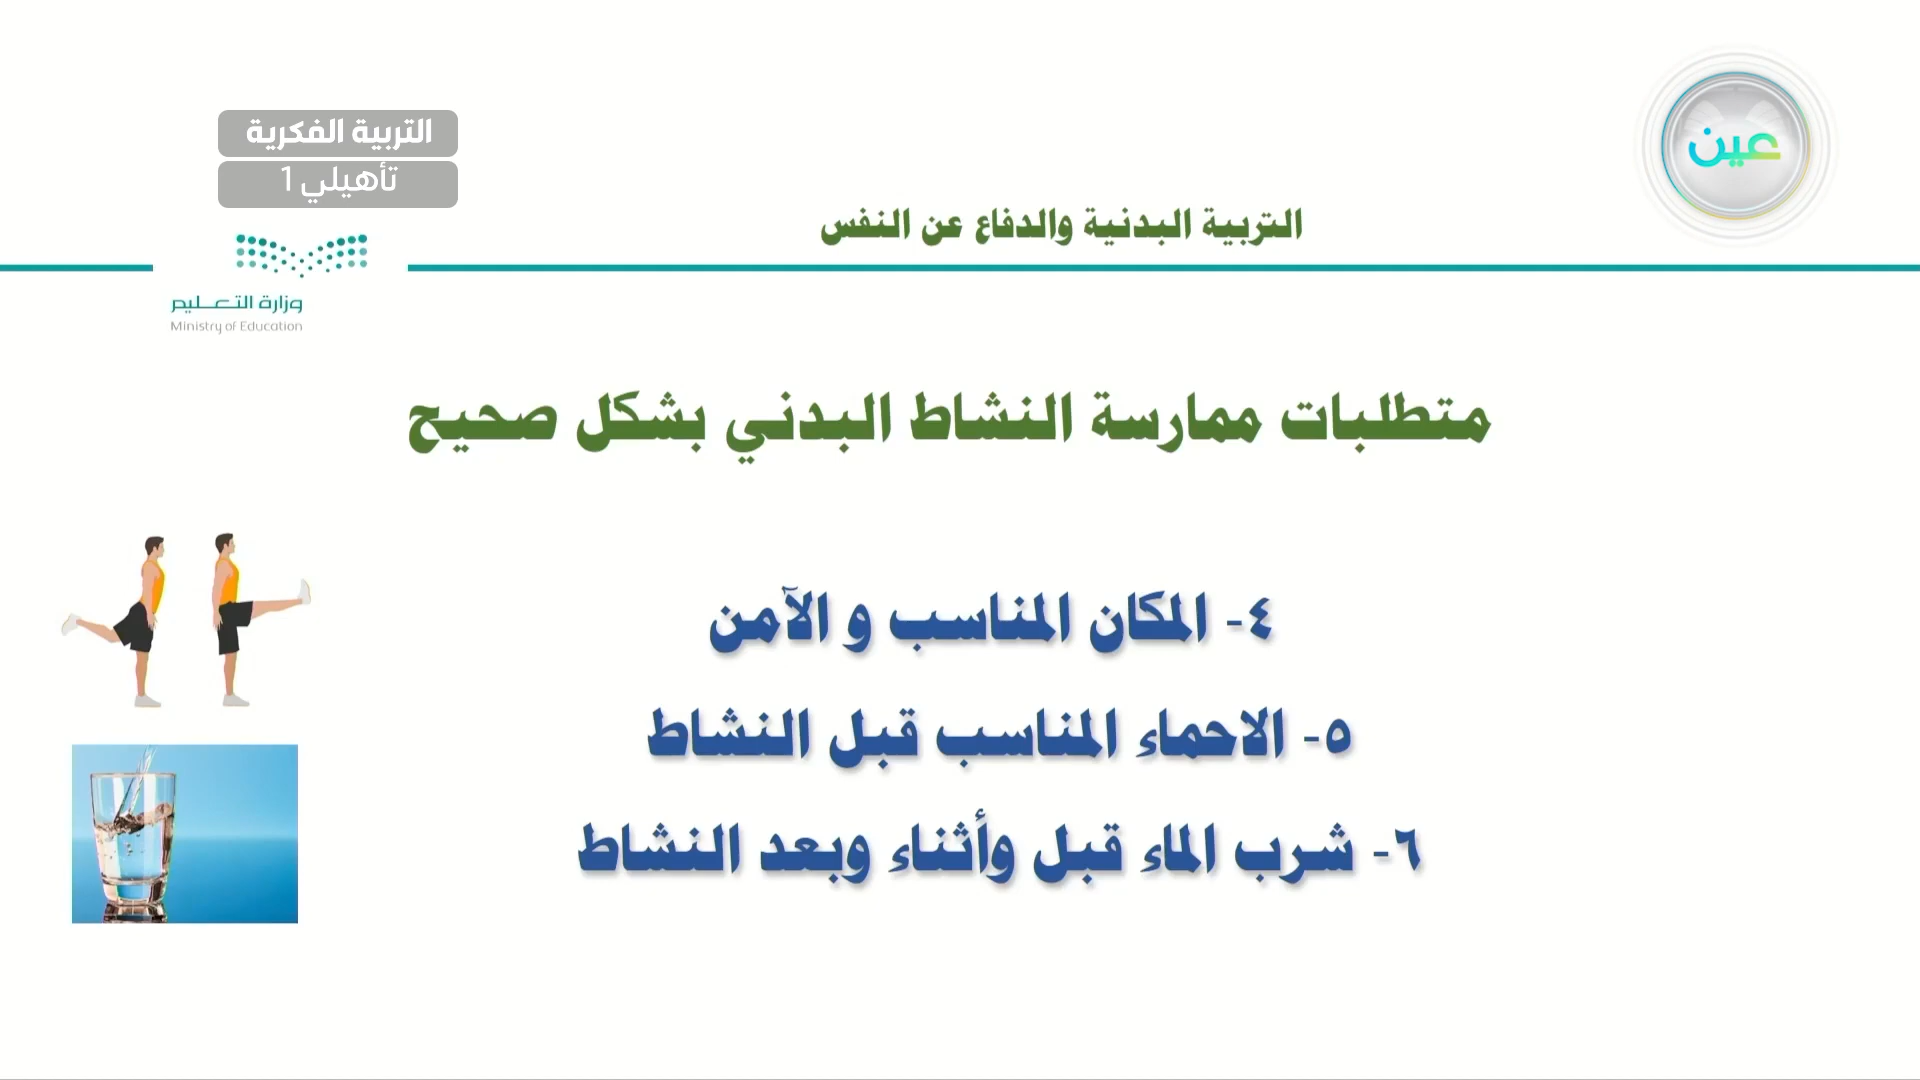 التربية الفكرية
تأهيلي 1
عين
التربية البدنية والدفاع عن النفس
وزارة التعليم
Ministry of Education
متطلبات ممارسة النشاط البدني بشكل صحيح
٤- المكان المناسب و الآمن
٥- الاحماء المناسب قبل النشاط
٦- شرب الماء قبل وأثناء وبعد النشاط